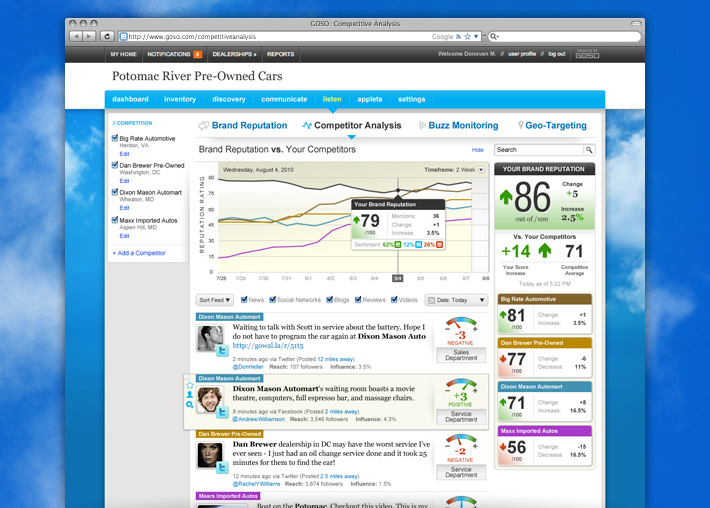 GOSO: Competitive Analysis
http://www.goso.com/competitiveanalysis
Google
MY HOME NOTIFICATIONS 8 DEALERSHIPS » REPORTS
Welcome Donovan M. // user profile // log out
POWERED BY
GOSO
Potomac River Pre-Owned Cars
dashboard inventory discovery communicate listen applets settings
// COMPETITION
Big Rate Automotive
Herdon, VA
Edit
Dan Brewer Pre-Owned
Washington, DC
Edit
Dixon Mason Automart
Wheaton, MD
Edit
Maxx Imported Autos
Aspen Hill, MD
Edit
+ Add a Competitor
Brand Reputation Competitor Analysis Buzz Monitoring Geo-Targeting
Brand Reputation vs. Your Competitors Hide
Wednesday, August 4, 2010 Timeframe: 2 Week
REPUTATION RATING
90
75
60
45
30
15
0
7/28 7/29 7/30 8/1 8/2 8/3 8/4 8/5 8/6 8/7 8/8
Your Brand Reputation
79
/100
Mentions: 36
Change: +1
Increase: 3.5%
Sentiment: 62% 12% 26%
Sort Feed News Social Networks Blogs Reviews Videos Date: Today
Dixon Mason Automart
Waiting to talk with Scott in service about the battery. Hope I
do not have to program the car again at Dixon Mason Auto
http://gowal.la/r/5115
2 minutes ago via Twitter (Posted 12 miles away)
@DonHeller Reach: 107 followers Influence: 3.5%
-3
NEGATIVE
Sales
Department
Dixon Mason Automart
Dixon Mason Automart's waiting room boasts a movie
theatre, computers, full espresso bar, and massage chairs.
8 minutes ago via Facebook (Posted 2 miles away)
@AndrewWilliamson Reach: 3,546 followers Influence: 4.3%
+3
POSITIVE
Service
Department
Dan Brewer Pre-Owned
Dan Brewer dealership in DC may have the worst service I've
ever seen - I just had an oil change service done and it took 25
minutes for them to find the car!
12 minutes ago via Twitter (Posted 2.5 miles away)
@RachelYWilliams Reach: 3,674 followers Influence: 1.5%
-2
NEGATIVE
Service
Department
Mears Imported Autos
Boat on the Potomac. Checkout this video. This is my
Search
YOUR BRAND REPUTATION
86
out of /100
Change
+5
Increase
2.5%
Vs. Your Competitors
+14 71
Your Score
Increase
Competitive
Average
Today as of 5:22 PM
Big Rate Automotive
81
/100
Change: +1
Increase: 3.5%
Dan Brewer Pre-Owned
77
/100
Change: -6
Decrease: 11%
Dixon Mason Automart
71
/100
Change: +8
Increase: 16.5%
Maxx Imported Autos
56
/100
Change: -15
Decrease: 16.5%